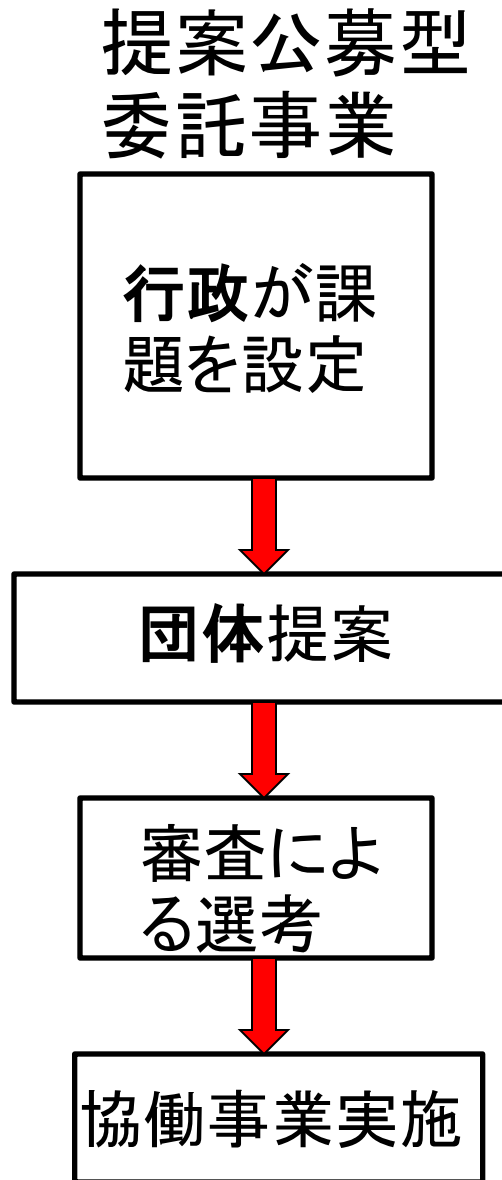 提案公募型
委託事業
行政が課
題を設定
団体提案
審査によ
る選考
協働事業実施